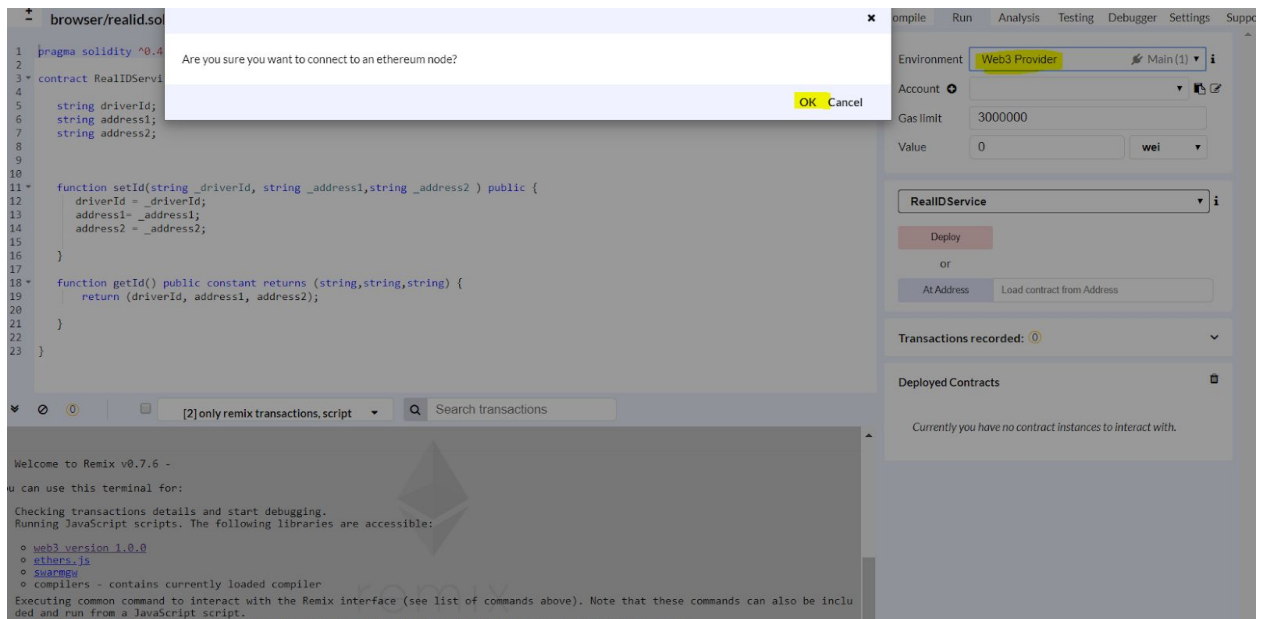 browser/realid.sol
ompile Run Analysis Testing Debugger Settings Suppo
Are you sure you want to connect to an ethereum node?
OK Cancel
1 pragma solidity ^0.4
2
3 contract RealIDServi
4
5 string driverId;
6 string address1;
7 string address2;
8
9
10
11 function setId(string _driverId, string _address1,string _address2 ) public {
12 driverId = _driverId;
13 address1= _address1;
14 address2 = _address2;
15
16 }
17
18 function getId() public constant returns (string,string,string) {
19 return (driverId, address1, address2);
20
21 }
22
23 }
Environment Web3 Provider Main (1) i
Account
Gas limit 3000000
Value 0 wei
RealIDService i
Deploy
or
At Address Load contract from Address
Transactions recorded: 0
Deployed Contracts
Currently you have no contract instances to interact with.
0 [2] only remix transactions, script Search transactions
Welcome to Remix v0.7.6 -
ou can use this terminal for:
Checking transactions details and start debugging.
Running JavaScript scripts. The following libraries are accessible:
web3 version 1.0.0
ethers.js
swarmgw
compilers - contains currently loaded compiler
Executing common command to interact with the Remix interface (see list of commands above). Note that these commands can also be inclu
ded and run from a JavaScript script.
remix